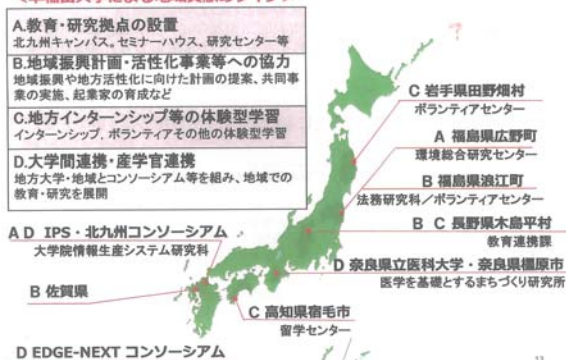 A.教育・研究拠点の設置
北九州キャンパス。セミナーハウス、研究センター等
B.地域振興計画・活性化事業等への協力
地域振興や地方活性化に向けた計画の提案、共同事
業の実施、起業家の育成など
C.地方インターンシップ等の体験型学習
インターンシップ、ボランティアその他の体験型学習
D.大学間連携・産学官連携
地方大学・地域とコンソーシアム等を組み、地域での
教育・研究を展開
C 岩手県田野畑村
ボランティアセンター
A 福島県広野町
環境総合研究センター
B 福島県浪江町
法務研究科／ボランティアセンター
B C 長野県木島平村
教育連携課
D 奈良県立医科大学・奈良県橿原市
医学を基礎とするまちづくり研究所
A D IPS・北九州コンソーシアム
大学院情報生産システム研究科
B 佐賀県
C 高知県宿毛市
留学センター
D EDGE-NEXT コンソーシアム
13